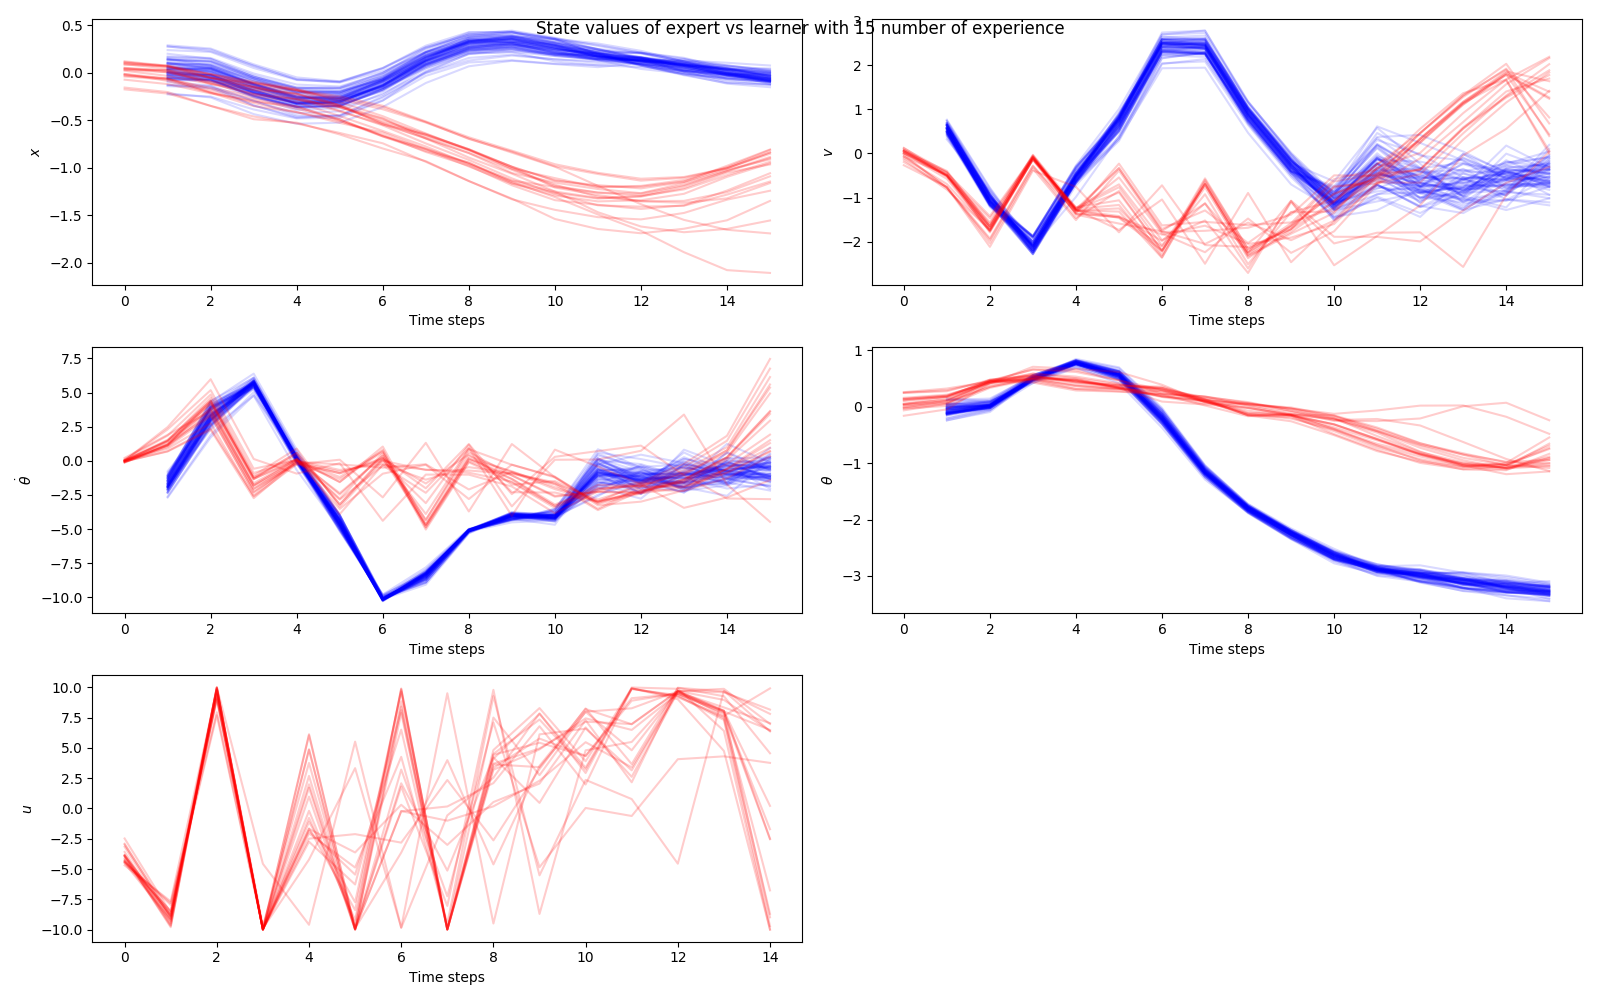 State values of expert vs learner with 15 number of experience
0.5
0.0
−0.5
−1.0
−1.5
−2.0
x
0 2 4 6 8 10 12 14
Time steps
3
2
1
0
−1
−2
v
0 2 4 6 8 10 12 14
Time steps
7.5
5.0
2.5
0.0
−2.5
−5.0
−7.5
−10.0
θ̇
0 2 4 6 8 10 12 14
Time steps
1
0
−1
−2
−3
θ
0 2 4 6 8 10 12 14
Time steps
10.0
7.5
5.0
2.5
0.0
−2.5
−5.0
−7.5
−10.0
u
0 2 4 6 8 10 12 14
Time steps